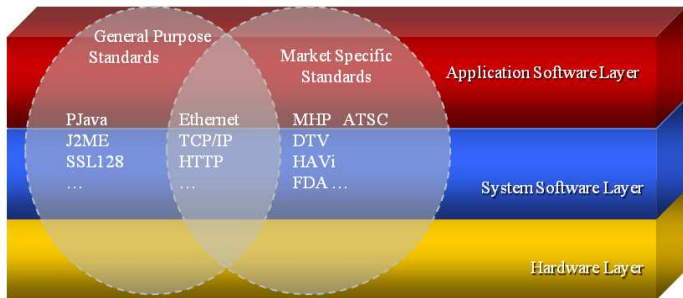 General Purpose
Standards
Market Specific
Standards
Application Software Layer
PJava
J2ME
SSL128
…
Ethernet
TCP/IP
HTTP
…
MHP ATSC
DTV
HAVi
FDA …
System Software Layer
Hardware Layer